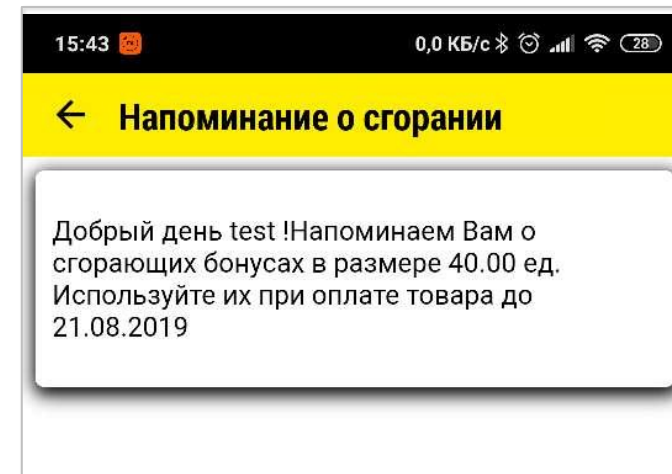 15:43 0,0 КБ/с 28
Напоминание о сгорании
Добрый день test !Напоминаем Вам о
сгорающих бонусах в размере 40.00 ед.
Используйте их при оплате товара до
21.08.2019